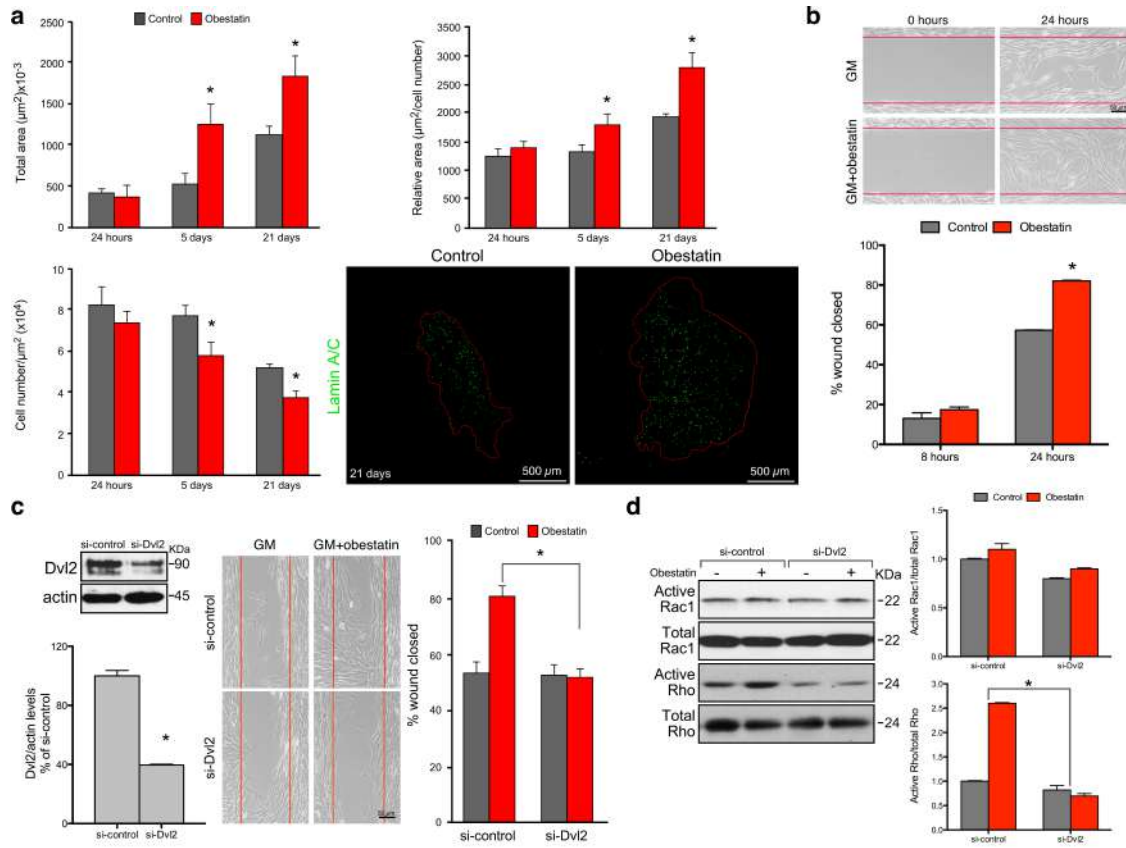 a
Control Obestatin
Total area (µm²)x10⁻³
2500
2000
1500
1000
500
0
24 hours 5 days 21 days
Relative area (µm²/cell number)
3500
3000
2500
2000
1500
1000
500
0
24 hours 5 days 21 days
Cell number/µm² (x10⁴)
10
8
6
4
2
0
24 hours 5 days 21 days
Control Obestatin
Lamin A/C
21 days
500 µm
500 µm
b
0 hours 24 hours
GM
GM+obestatin
Control Obestatin
% wound closed
100
80
60
40
20
0
*
8 hours 24 hours
c
si-control si-Dvl2
KDa
Dvl2 -90
actin -45
Dvl2/actin levels
% of si-control
120
80
40
0
*
si-control si-Dvl2
GM GM+obestatin
si-control
si-Dvl2
Control Obestatin
% wound closed
100
80
60
40
20
0
*
si-control si-Dvl2
d
si-control si-Dvl2
Obestatin - + - + KDa
Active
Rac1 -22
Total
Rac1 -22
Active
Rho -24
Total
Rho -24
Control Obestatin
Active Rac1/total Rac1
1.5
1.0
0.5
0.0
si-control si-Dvl2
Active Rho/total Rho
3.0
2.5
2.0
1.5
1.0
0.5
0.0
*
si-control si-Dvl2